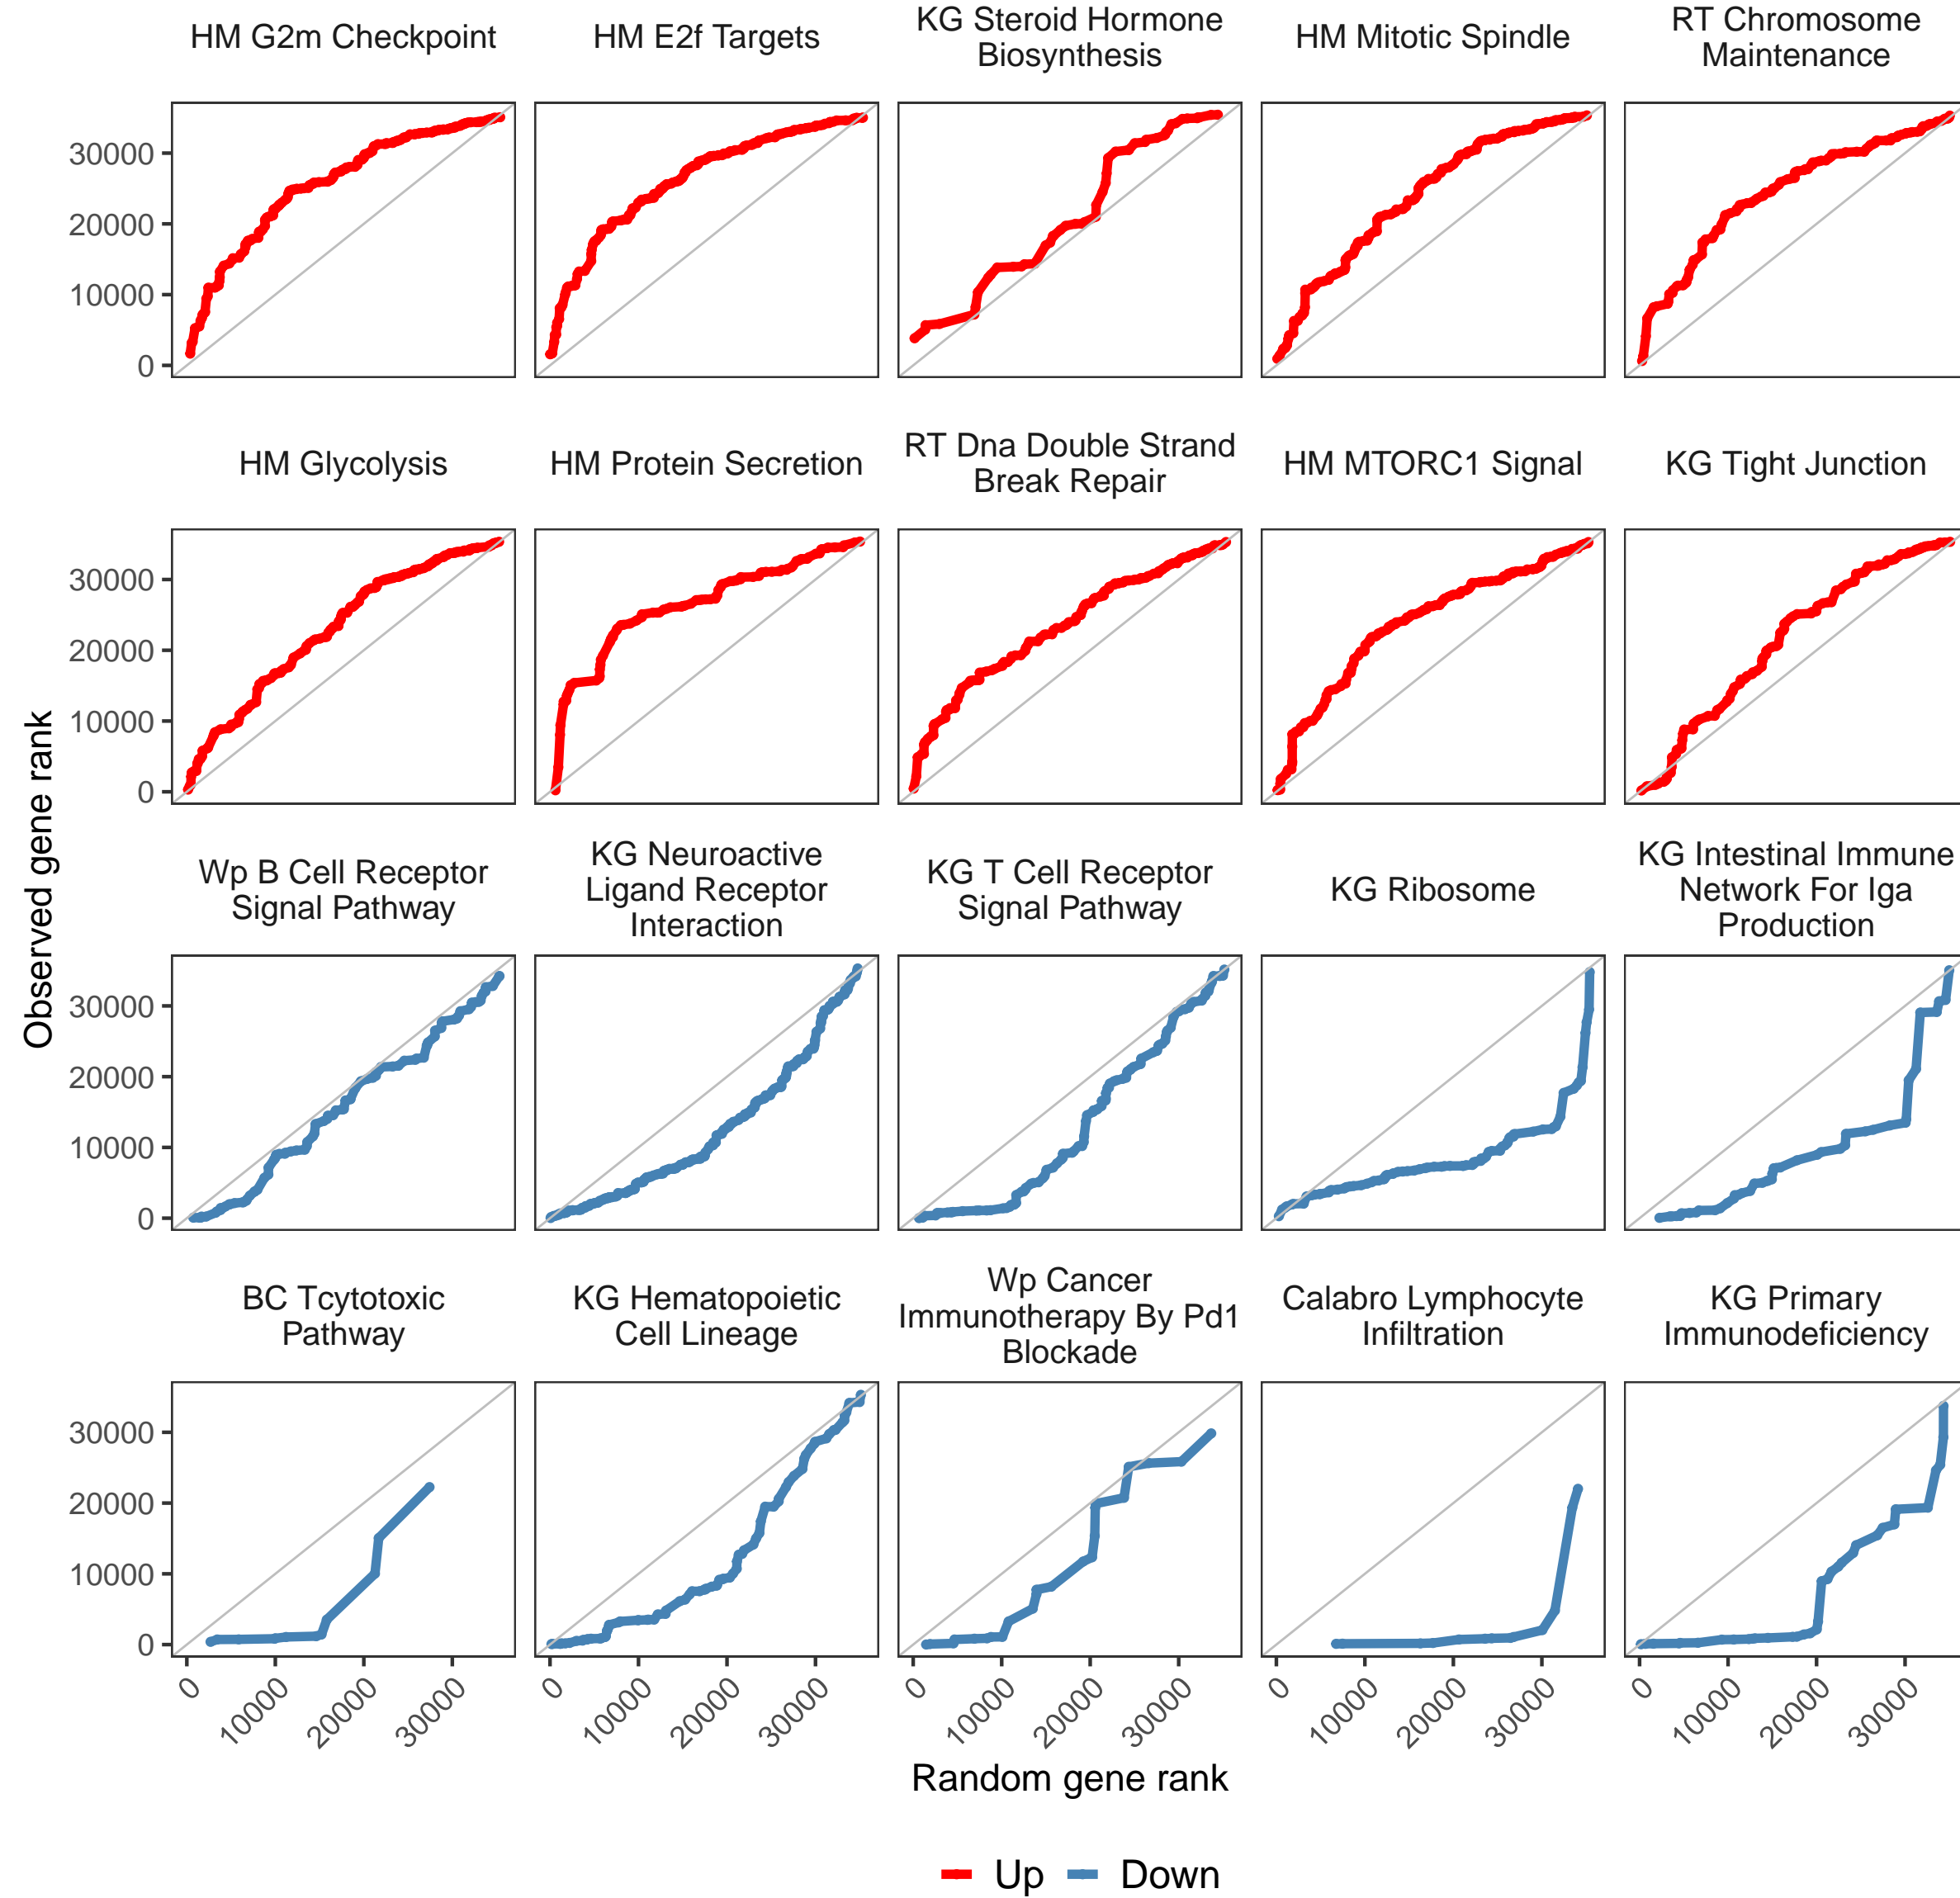 HM G2m Checkpoint
HM E2f Targets
KG Steroid Hormone
Biosynthesis
HM Mitotic Spindle
RT Chromosome
Maintenance
30000
20000
10000
0
HM Glycolysis
HM Protein Secretion
RT Dna Double Strand
Break Repair
HM MTORC1 Signal
KG Tight Junction
30000
20000
10000
0
Observed gene rank
Wp B Cell Receptor
Signal Pathway
KG Neuroactive
Ligand Receptor
Interaction
KG T Cell Receptor
Signal Pathway
KG Ribosome
KG Intestinal Immune
Network For Iga
Production
30000
20000
10000
0
BC Tcytotoxic
Pathway
KG Hematopoietic
Cell Lineage
Wp Cancer
Immunotherapy By Pd1
Blockade
Calabro Lymphocyte
Infiltration
KG Primary
Immunodeficiency
30000
20000
10000
0
0 10000 20000 30000
0 10000 20000 30000
0 10000 20000 30000
0 10000 20000 30000
0 10000 20000 30000
Random gene rank
Up Down